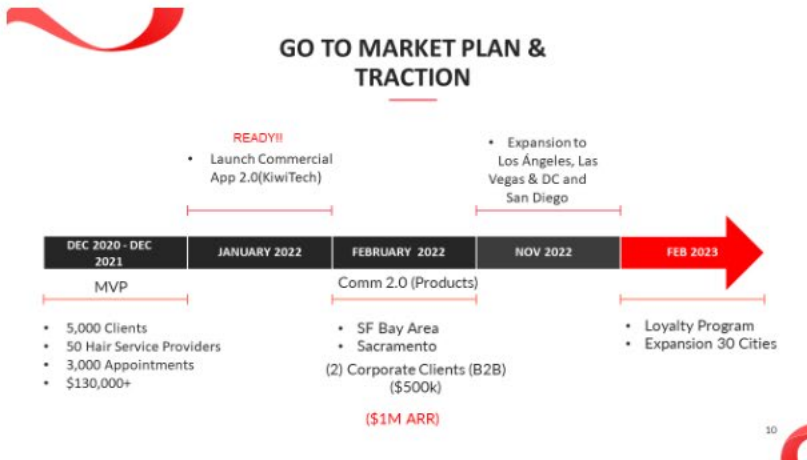 GO TO MARKET PLAN &
TRACTION
READY!!
• Launch Commercial
App 2.0(KiwiTech)
• Expansion to
Los Ángeles, Las
Vegas & DC and
San Diego
DEC 2020 - DEC
2021
JANUARY 2022
FEBRUARY 2022
NOV 2022
FEB 2023
MVP
• 5,000 Clients
• 50 Hair Service Providers
• 3,000 Appointments
• $130,000+
Comm 2.0 (Products)
• SF Bay Area
• Sacramento
(2) Corporate Clients (B2B)
($500k)
($1M ARR)
• Loyalty Program
• Expansion 30 Cities
10